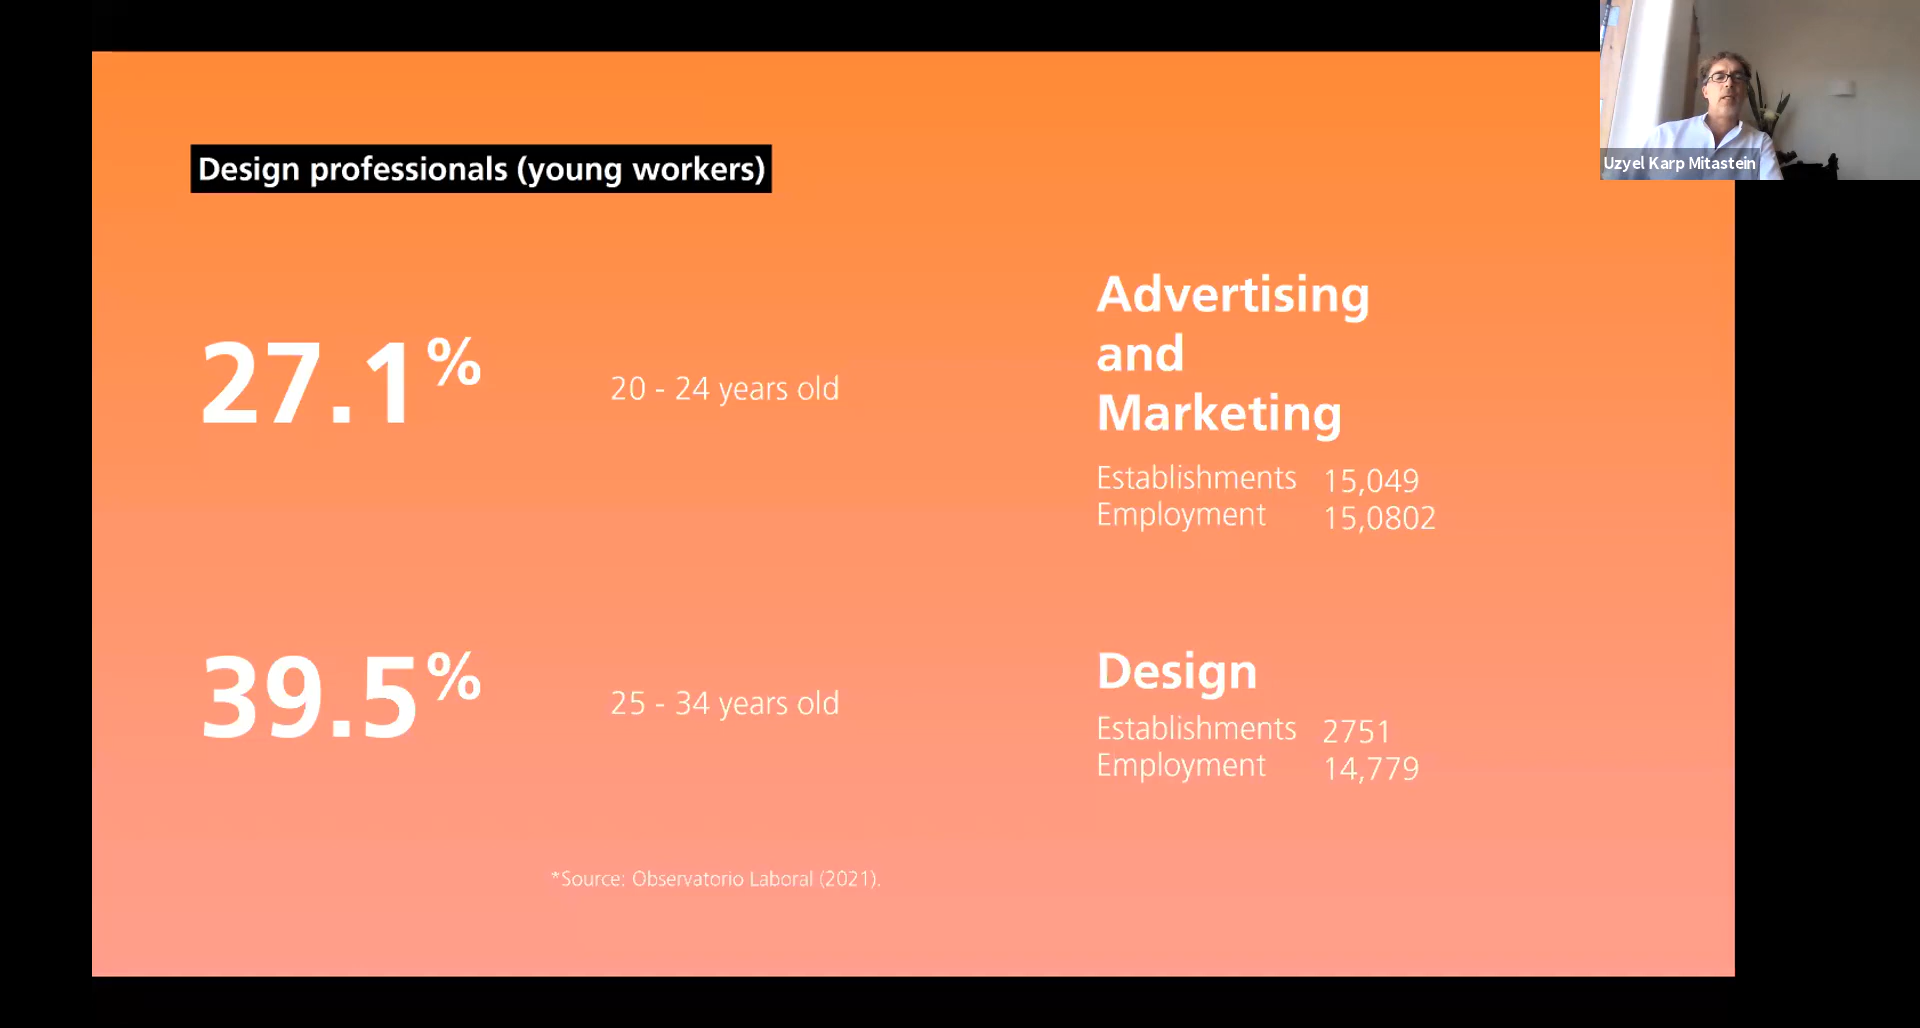 Design professionals (young workers)
27.1%
20 - 24 years old
39.5%
25 - 34 years old
Advertising
and
Marketing
Establishments 15,049
Employment 15,0802
Design
Establishments 2751
Employment 14,779
*Source: Observatorio Laboral (2021).
Uzyel Karp Mitastein